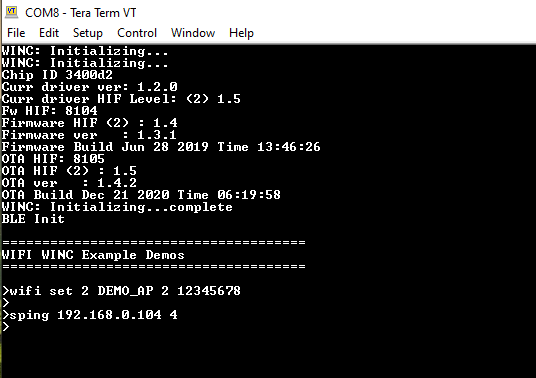 COM8 - Tera Term VT
File Edit Setup Control Window Help
WINC: Initializing...
WINC: Initializing...
Chip ID 3400d2
Curr driver ver: 1.2.0
Curr driver HIF Level: (2) 1.5
Fw HIF: 8104
Firmware HIF (2) : 1.4
Firmware ver   : 1.3.1
Firmware Build Jun 28 2019 Time 13:46:26
OTA HIF: 8105
OTA HIF (2) : 1.5
OTA ver   : 1.4.2
OTA Build Dec 21 2020 Time 06:19:58
WINC: Initializing...complete
BLE Init
======================================
WIFI WINC Example Demos
======================================
>wifi set 2 DEMO_AP 2 12345678
>
>sping 192.168.0.104 4
>